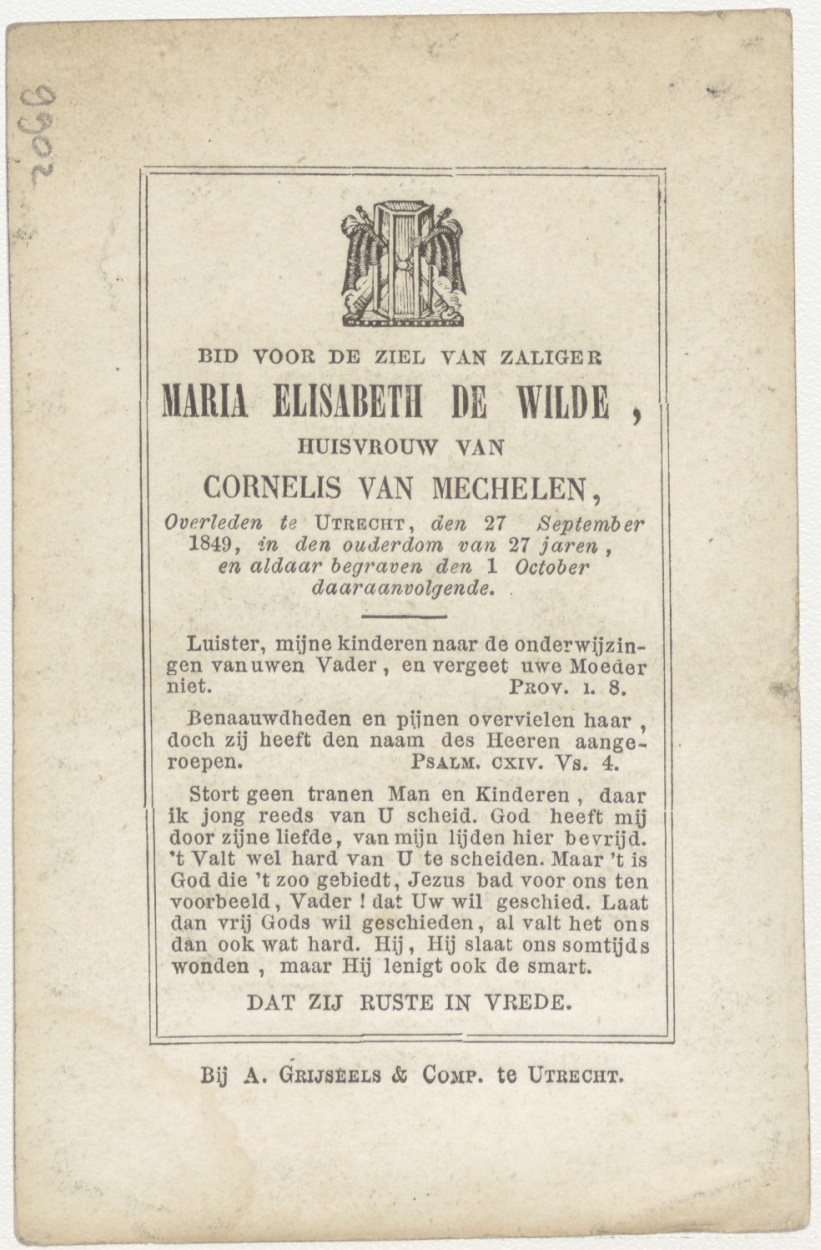 9902
BID VOOR DE ZIEL VAN ZALIGER
MARIA ELISABETH DE WILDE ,
HUISVROUW VAN
CORNELIS VAN MECHELEN,
Overleden te UTRECHT, den 27 September
1849, in den ouderdom van 27 jaren ,
en aldaar begraven den 1 October
daaraanvolgende.
Luister, mijne kinderen naar de onderwijzin-
gen van uwen Vader , en vergeet uwe Moeder
niet. PROV. I. 8.
Benaauwdheden en pijnen overvielen haar ,
doch zij heeft den naam des Heeren aange-
roepen. PSALM. CXIV. Vs. 4.
Stort geen tranen Man en Kinderen , daar
ik jong reeds van U scheid. God heeft mij
door zijne liefde, van mijn lijden hier bevrijd.
't Valt wel hard van U te scheiden. Maar 't is
God die 't zoo gebiedt, Jezus bad voor ons ten
voorbeeld, Vader ! dat Uw wil geschied. Laat
dan vrij Gods wil geschieden, al valt het ons
dan ook wat hard. Hij, Hij slaat ons somtijds
wonden , maar Hij lenigt ook de smart.
DAT ZIJ RUSTE IN VREDE.
Bij A. GRIJSEELS & COMP. te UTRECHT.